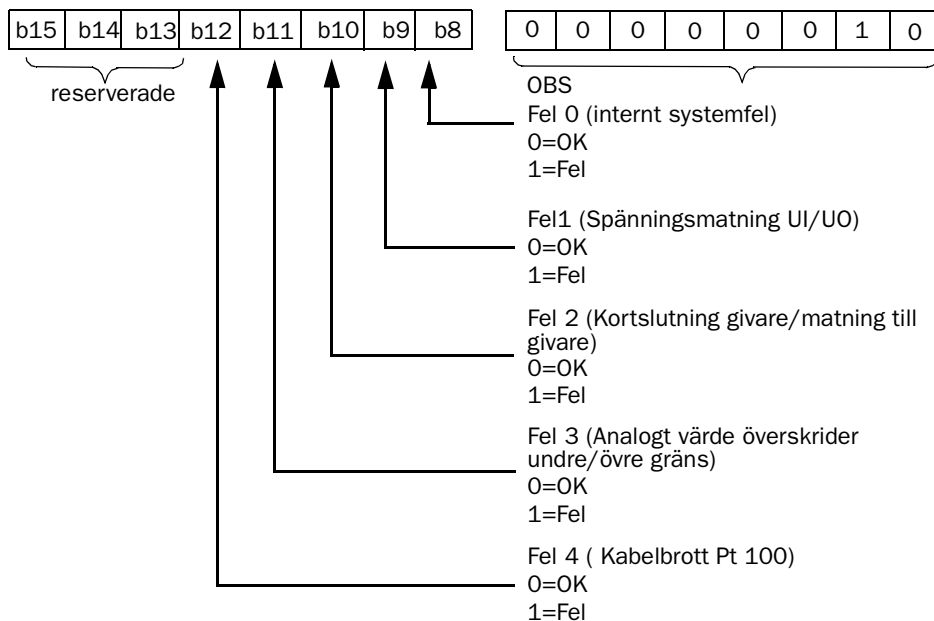 b15 b14 b13 b12 b11 b10 b9 b8 0 0 0 0 0 0 1 0
reserverade
OBS
Fel 0 (internt systemfel)
0=OK
1=Fel
Fel1 (Spänningsmatning UI/UO)
0=OK
1=Fel
Fel 2 (Kortslutning givare/matning till
givare)
0=OK
1=Fel
Fel 3 (Analogt värde överskrider
undre/övre gräns)
0=OK
1=Fel
Fel 4 ( Kabelbrott Pt 100)
0=OK
1=Fel